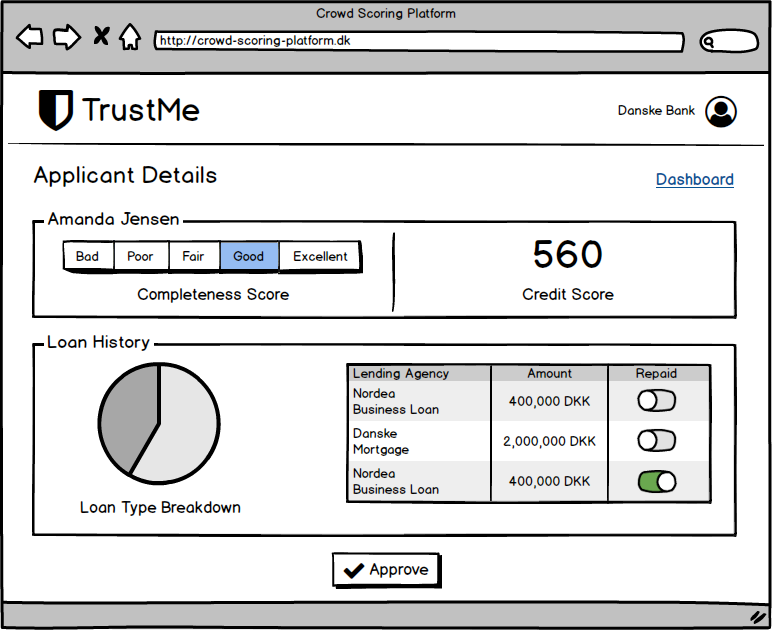 Crowd Scoring Platform
http://crowd-scoring-platform.dk
TrustMe
Danske Bank
Applicant Details
Dashboard
Amanda Jensen
Bad Poor Fair Good Excellent
Completeness Score
560
Credit Score
Loan History
Loan Type Breakdown
Lending Agency Amount Repaid
Nordea
Business Loan
400,000 DKK
Danske
Mortgage
2,000,000 DKK
Nordea
Business Loan
400,000 DKK
Approve